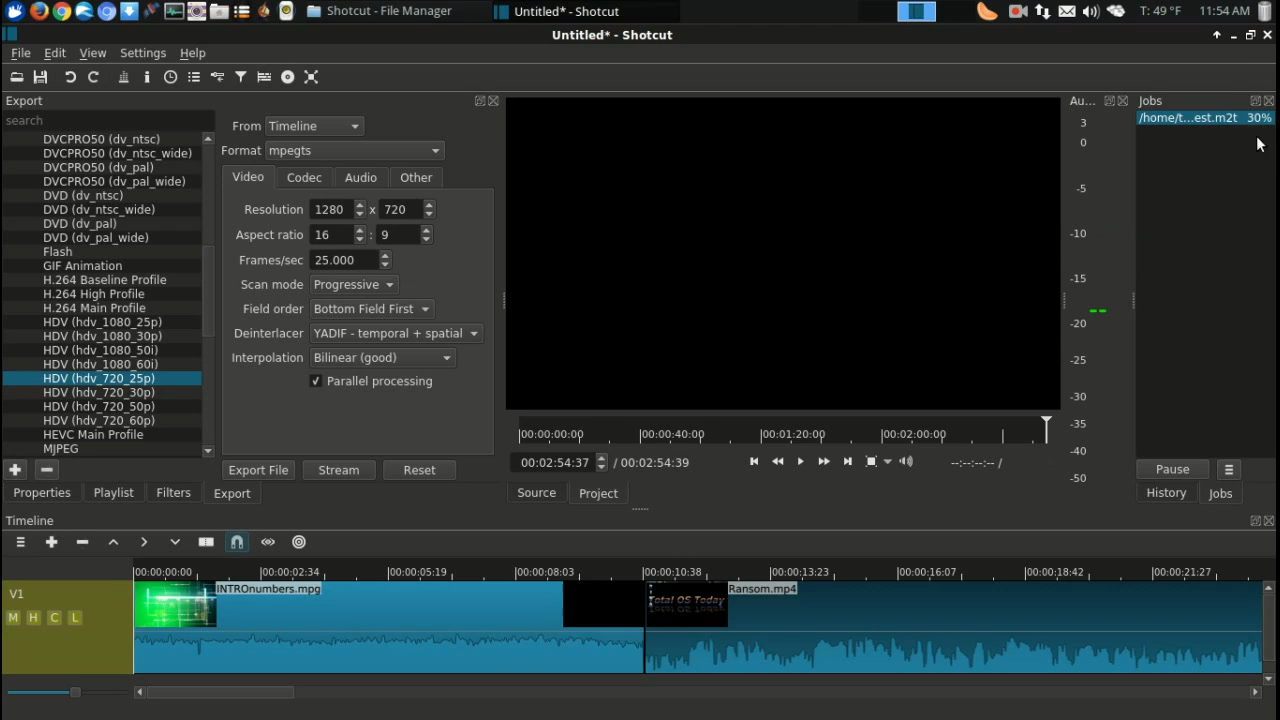 Shotcut - File Manager
Untitled* - Shotcut
T: 49 °F
11:54 AM
Untitled* - Shotcut
File Edit View Settings Help
Export
search
DVCPRO50 (dv_ntsc)
DVCPRO50 (dv_ntsc_wide)
DVCPRO50 (dv_pal)
DVCPRO50 (dv_pal_wide)
DVD (dv_ntsc)
DVD (dv_ntsc_wide)
DVD (dv_pal)
DVD (dv_pal_wide)
Flash
GIF Animation
H.264 Baseline Profile
H.264 High Profile
H.264 Main Profile
HDV (hdv_1080_25p)
HDV (hdv_1080_30p)
HDV (hdv_1080_50i)
HDV (hdv_1080_60i)
HDV (hdv_720_25p)
HDV (hdv_720_30p)
HDV (hdv_720_50p)
HDV (hdv_720_60p)
HEVC Main Profile
MJPEG
From Timeline
Format mpegts
Video Codec Audio Other
Resolution 1280 x 720
Aspect ratio 16 : 9
Frames/sec 25.000
Scan mode Progressive
Field order Bottom Field First
Deinterlacer YADIF - temporal + spatial
Interpolation Bilinear (good)
Parallel processing
Export File Stream Reset
Properties Playlist Filters Export
00:00:00:00 00:00:40:00 00:01:20:00 00:02:00:00
00:02:54:37 / 00:02:54:39
--:--:--:-- /
Source Project
Au...
3
0
-5
-10
-15
-20
-25
-30
-35
-40
-50
Jobs
/home/t...est.m2t 30%
Pause
History Jobs
Timeline
00:00:00:00 00:00:02:34 00:00:05:19 00:00:08:03 00:00:10:38 00:00:13:23 00:00:16:07 00:00:18:42 00:00:21:27
V1
M H C L
INTROnumbers.mpg
Total OS Today
Ransom.mp4